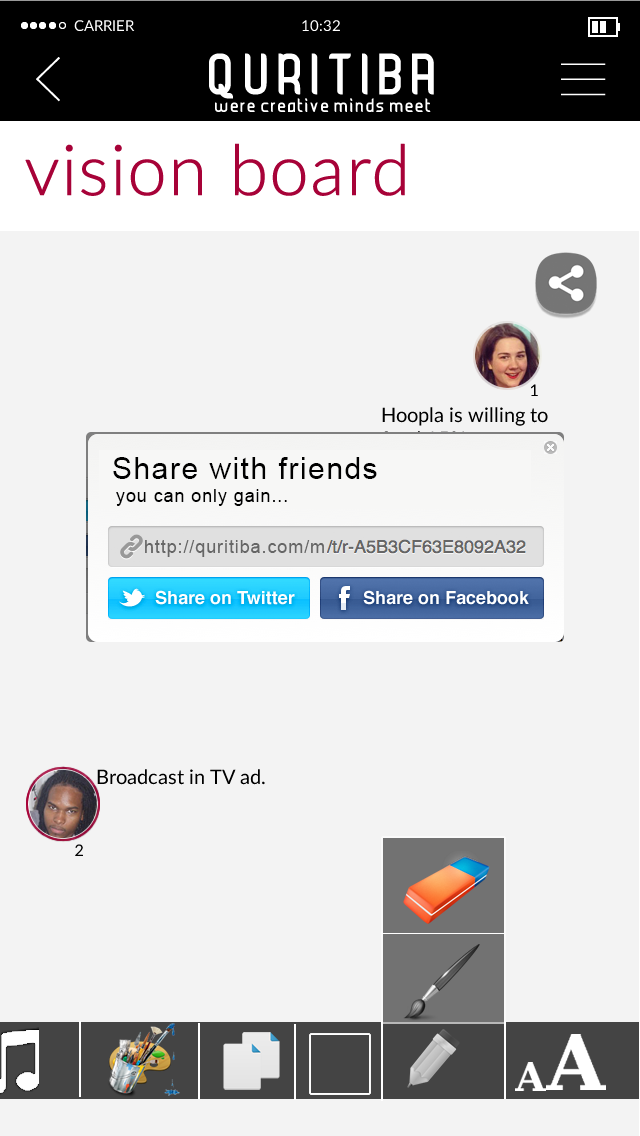 CARRIER 10:32
QURITIBA
were creative minds meet
vision board
1
Hoopla is willing to
Share with friends
you can only gain...
http://quritiba.com/m/t/r-A5B3CF63E8092A32
Share on Twitter Share on Facebook
Broadcast in TV ad.
2
AA